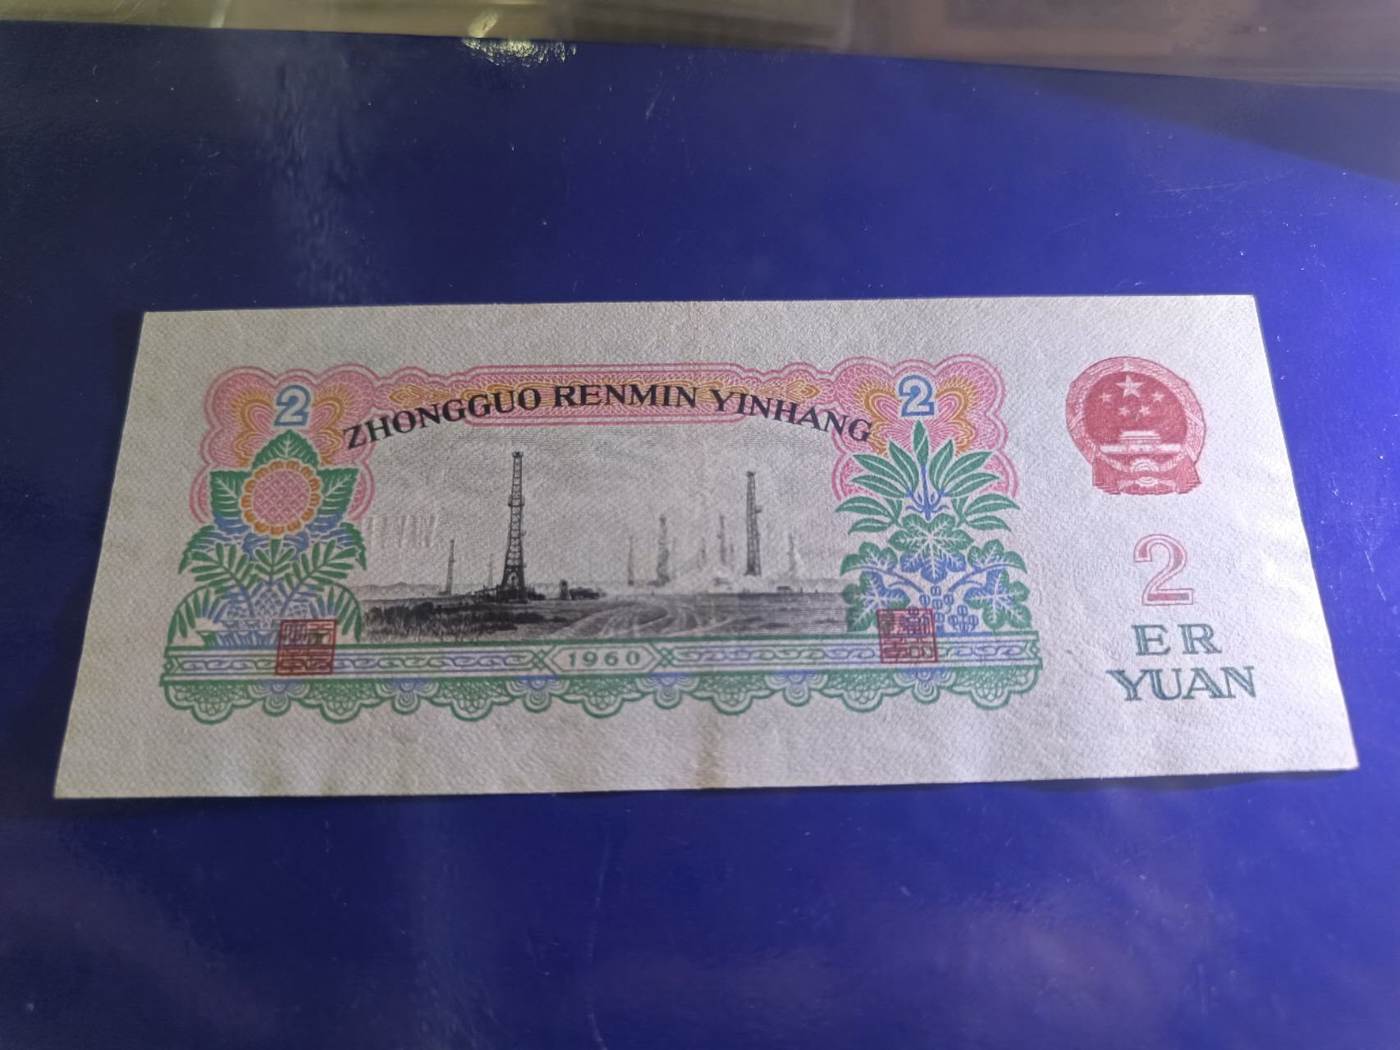 2
2
ZHONGGUO RENMIN YINHANG
1960
2
ER
YUAN